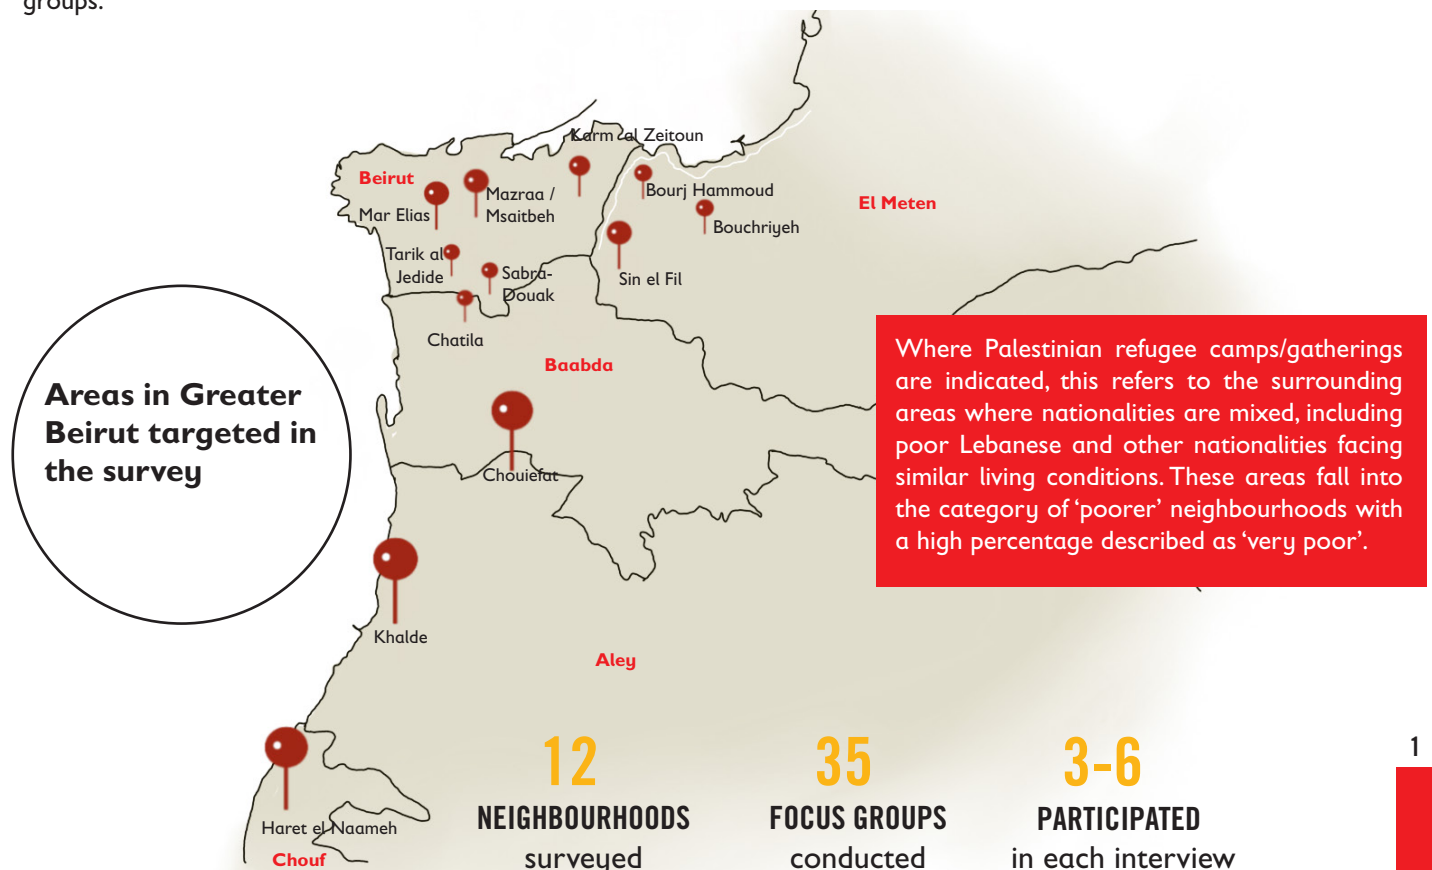 groups.
Karm al Zeitoun
Beirut
Mazraa /
Msaitbeh
Mar Elias
Bourj Hammoud
El Meten
Bouchriyeh
Tarik al
Jedide
Sabra-
Douak
Sin el Fil
Chatila
Baabda
Areas in Greater
Beirut targeted in
the survey
Where Palestinian refugee camps/gatherings
are indicated, this refers to the surrounding
areas where nationalities are mixed, including
poor Lebanese and other nationalities facing
similar living conditions. These areas fall into
the category of ‘poorer’ neighbourhoods with
a high percentage described as ‘very poor’.
Chouiefat
Khalde
Aley
Haret el Naameh
Chouf
12
NEIGHBOURHOODS
surveyed
35
FOCUS GROUPS
conducted
3-6
PARTICIPATED
in each interview
1